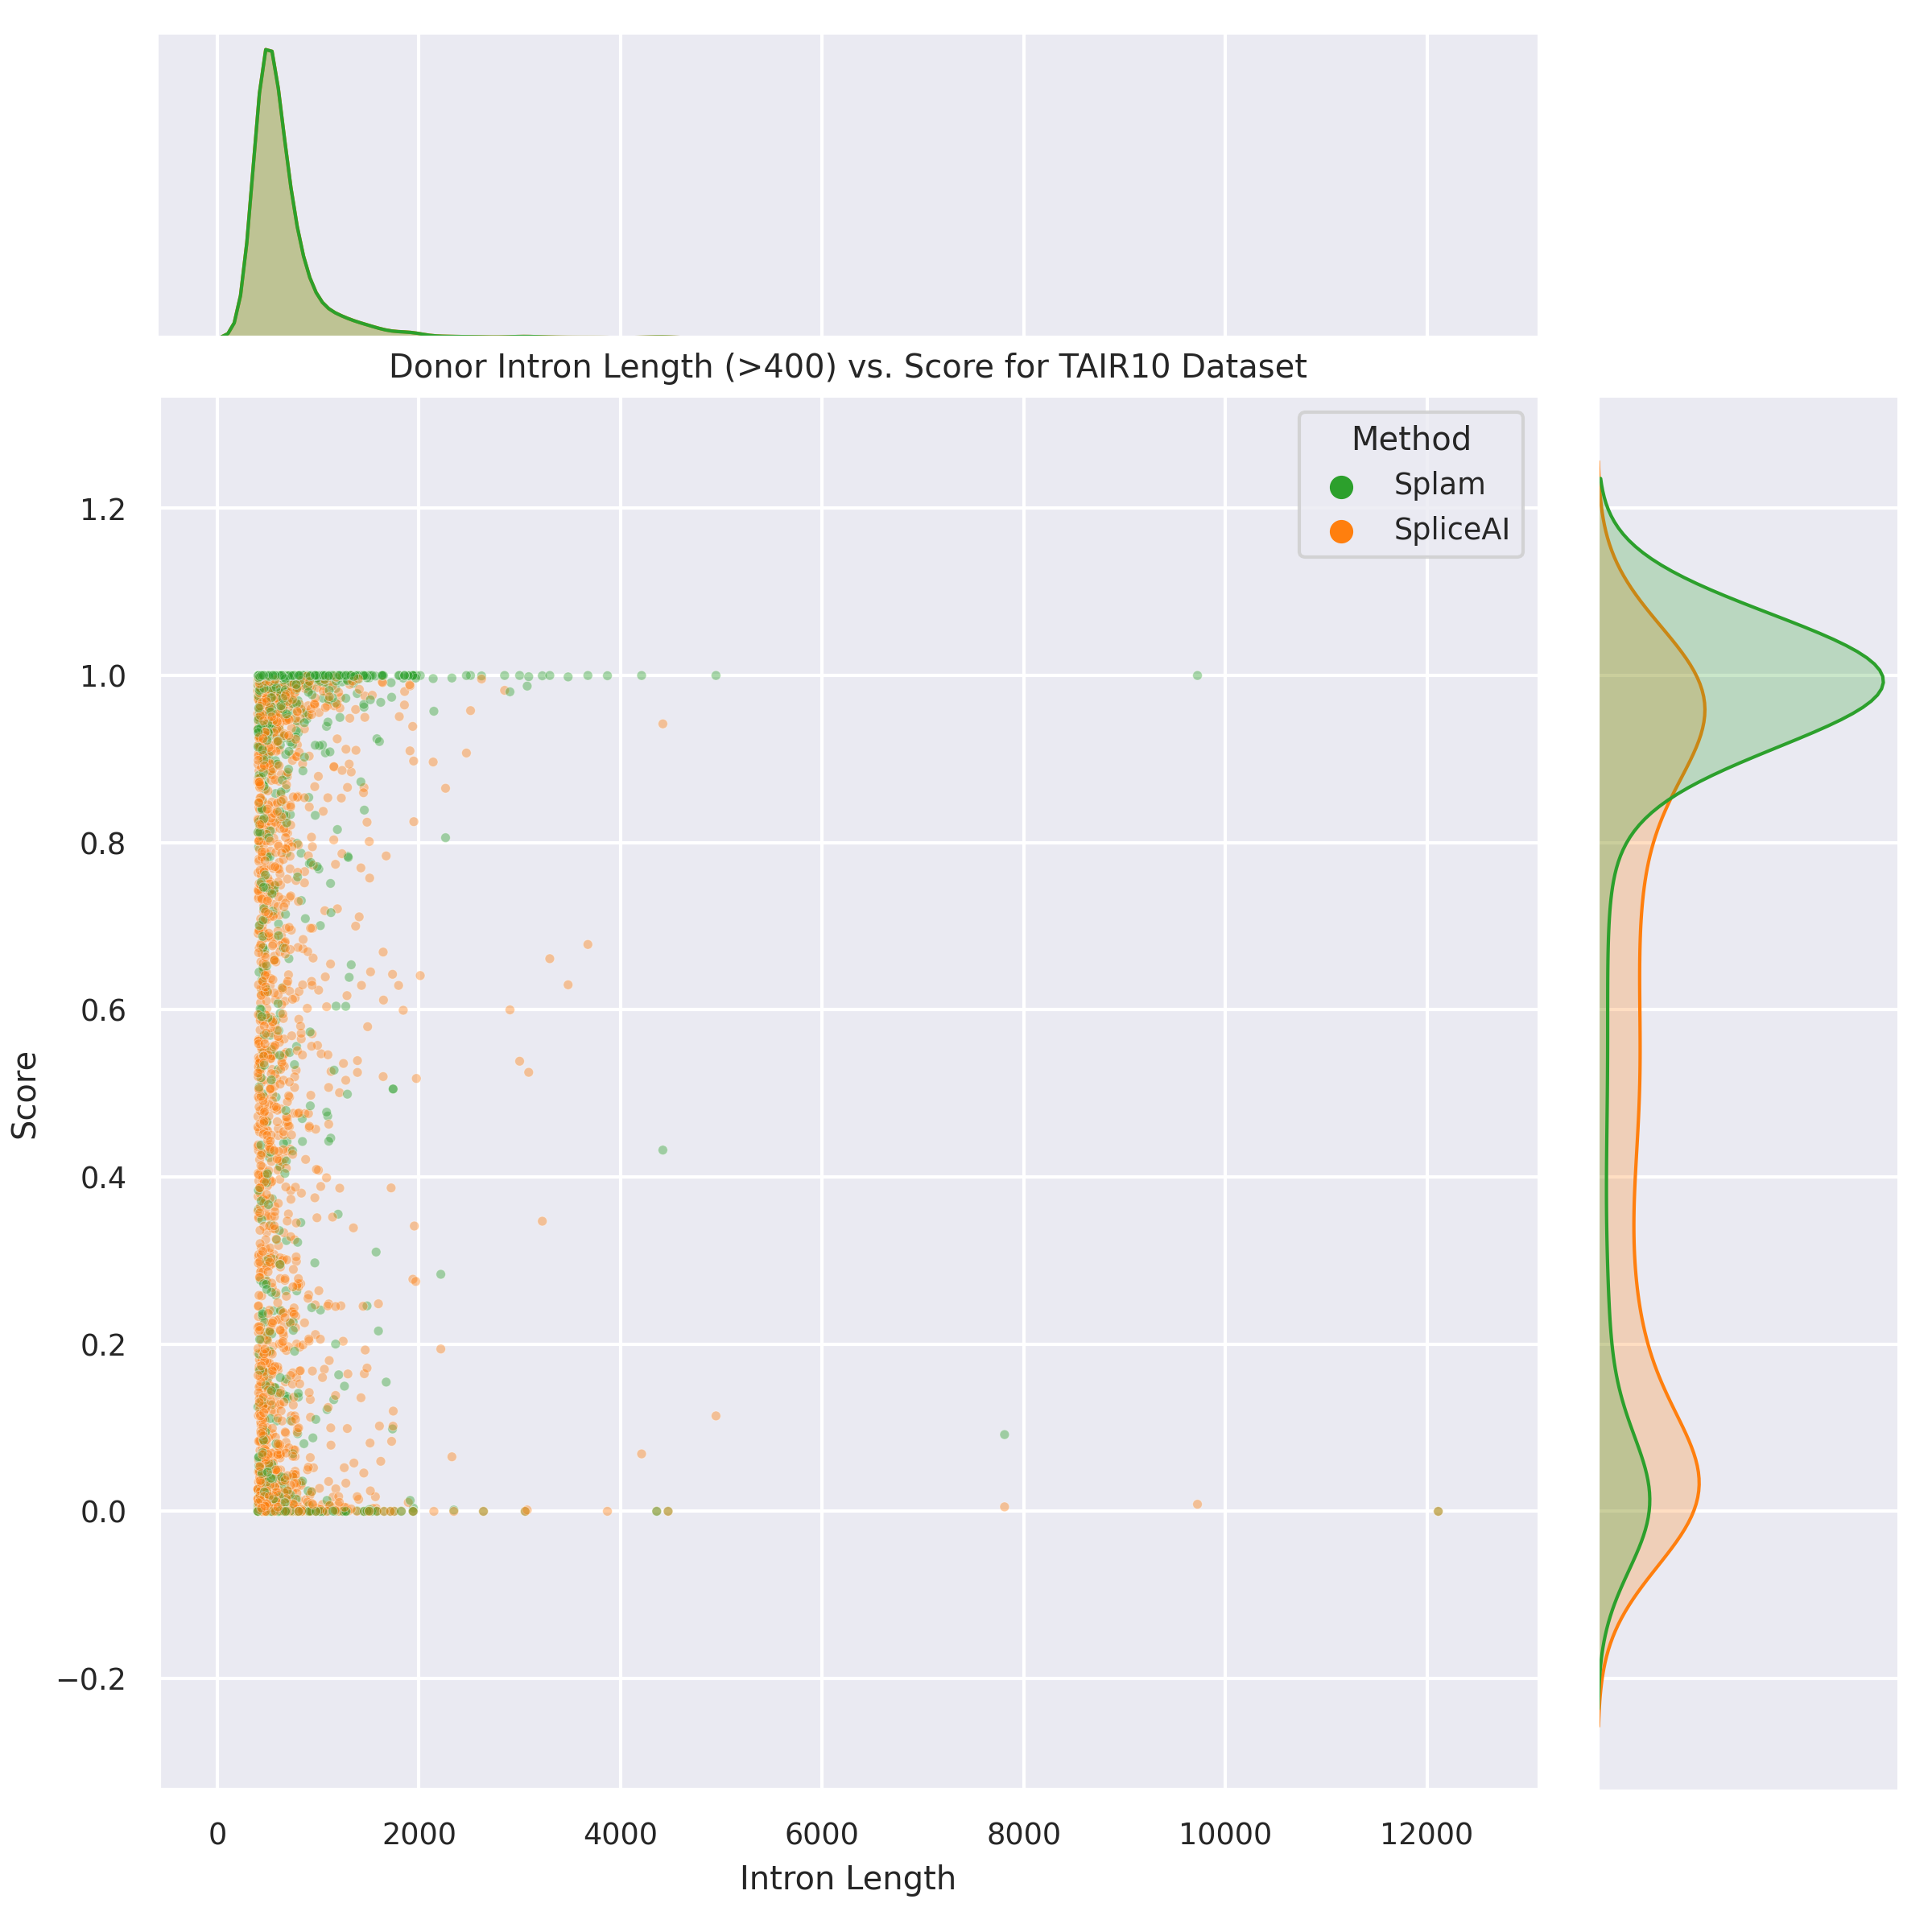 Donor Intron Length (>400) vs. Score for TAIR10 Dataset
Method
Splam
SpliceAI
1.2
1.0
0.8
0.6
0.4
0.2
0.0
−0.2
Score
0 2000 4000 6000 8000 10000 12000
Intron Length